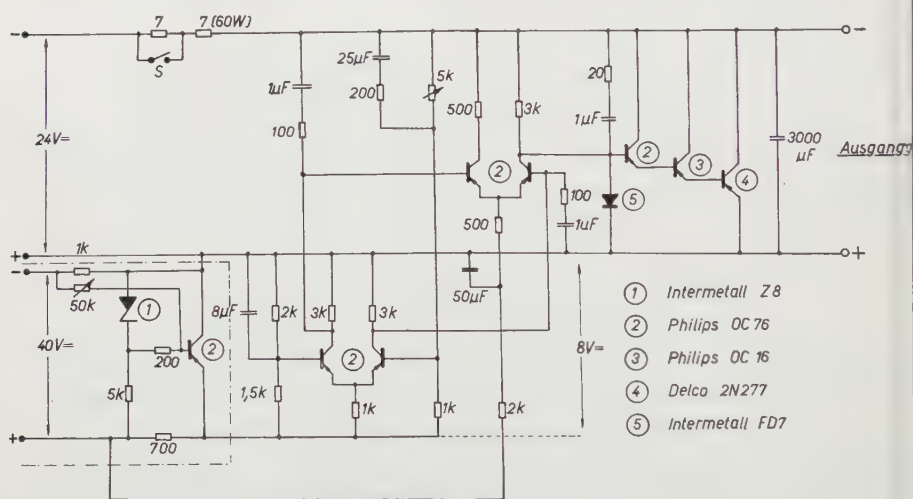 7
7 (60W)
S
24V=
1µF
100
25µF
200
5k
500
3k
500
20
1µF
100
1µF
3000
µF
Ausgang
−
+
+
−
1k
50k
1
200
2
40V=
5k
700
+
8µF
2k
3k
3k
1,5k
2
1k
1k
2k
50µF
8V=
2
2
3
4
5
1 Intermetall Z8
2 Philips OC 76
3 Philips OC 16
4 Delco 2N277
5 Intermetall FD7